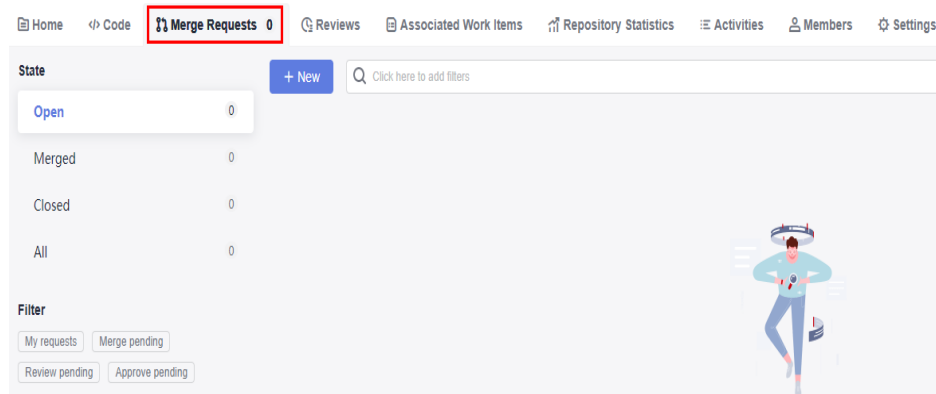 Home Code Merge Requests 0 Reviews Associated Work Items Repository Statistics Activities Members Settings
State
+ New Click here to add filters
Open 0
Merged 0
Closed 0
All 0
Filter
My requests Merge pending
Review pending Approve pending